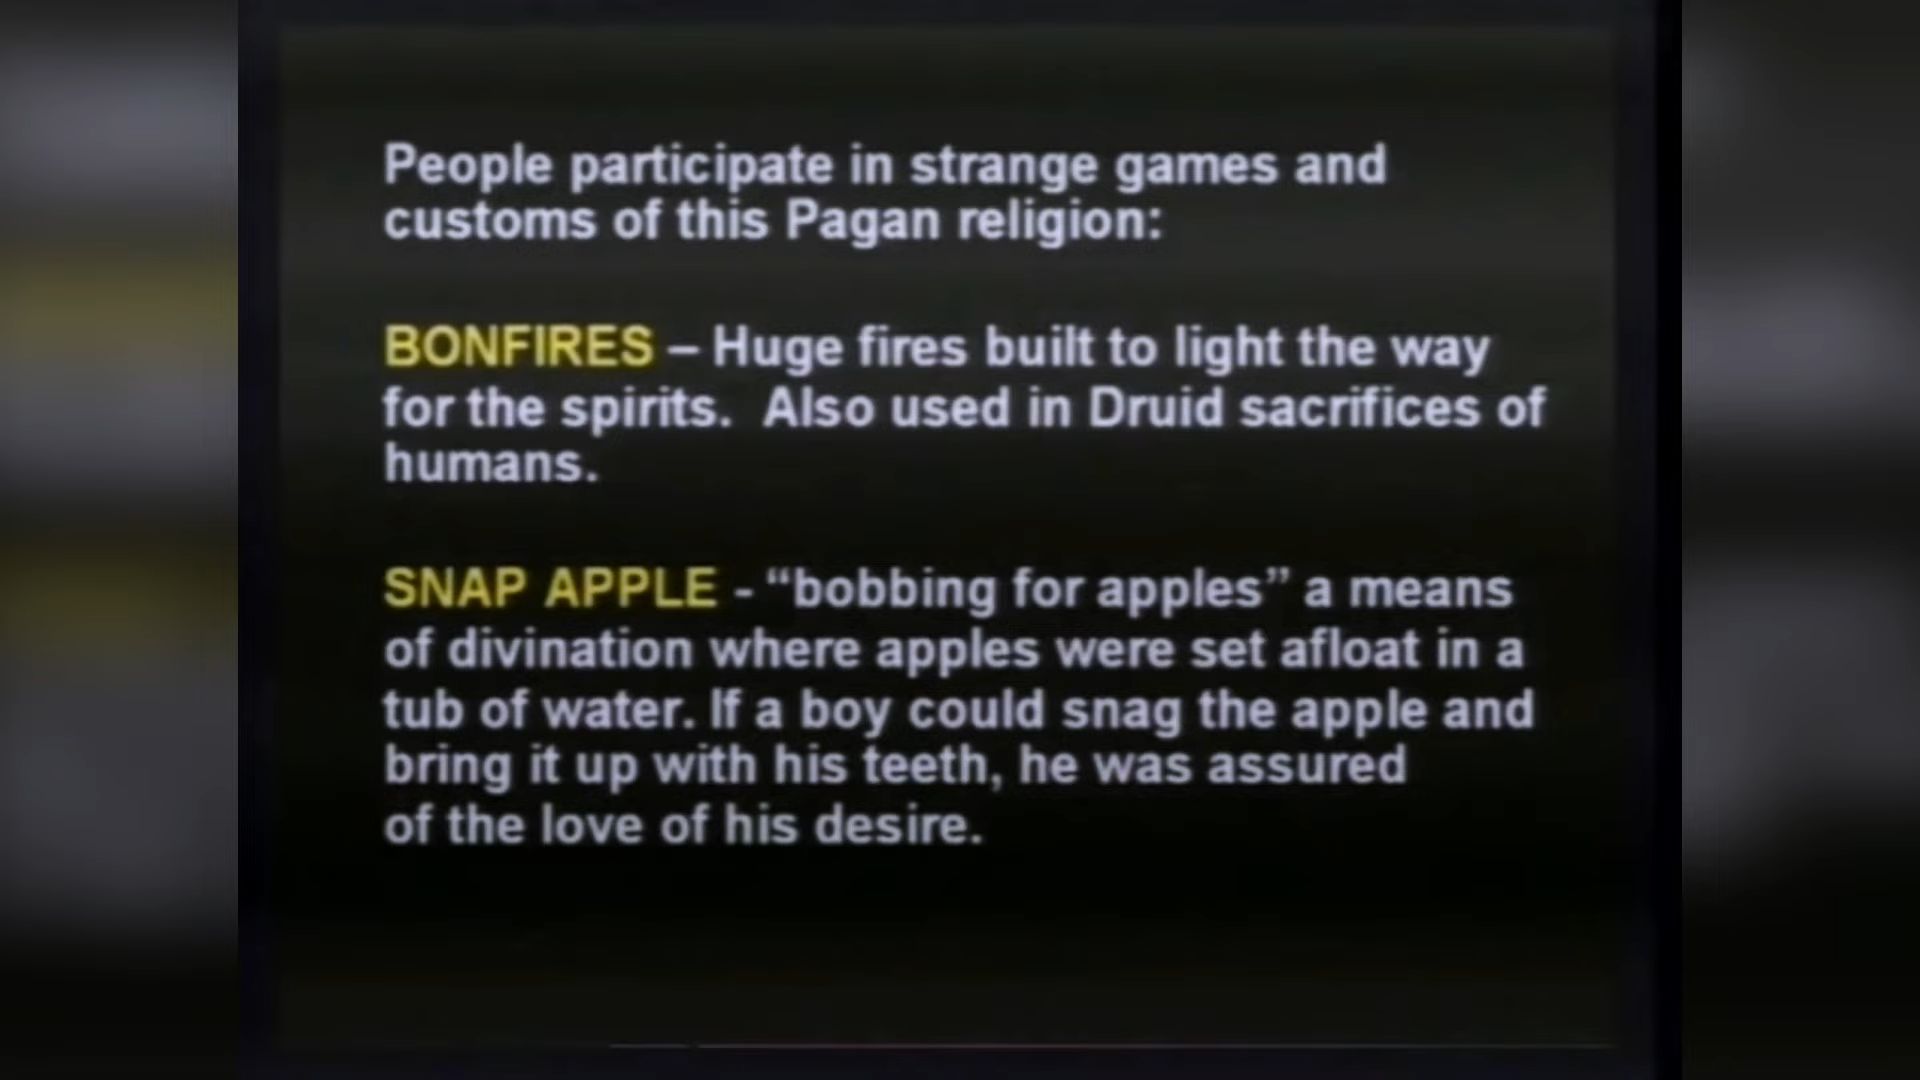 People participate in strange games and
customs of this Pagan religion:
BONFIRES – Huge fires built to light the way
for the spirits.  Also used in Druid sacrifices of
humans.
SNAP APPLE - “bobbing for apples” a means
of divination where apples were set afloat in a
tub of water. If a boy could snag the apple and
bring it up with his teeth, he was assured
of the love of his desire.